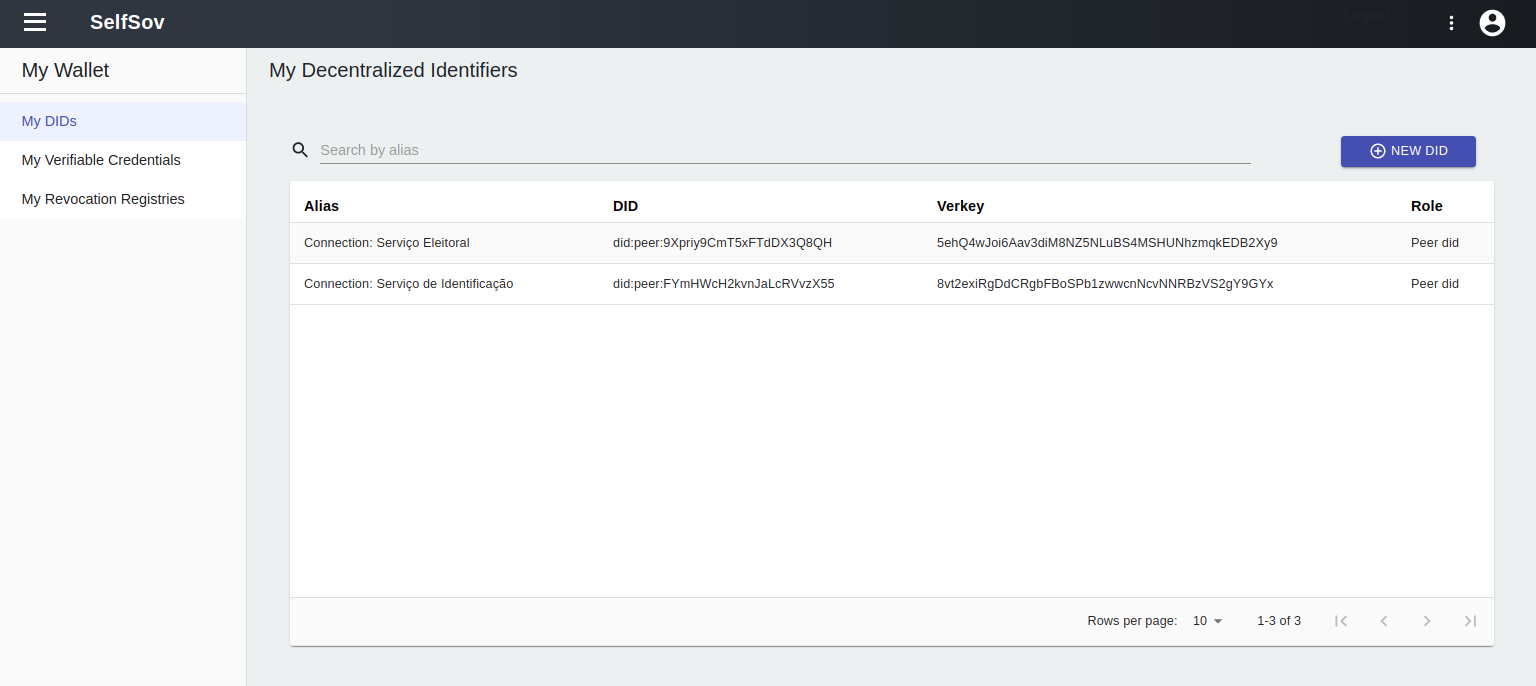 SelfSov
My Wallet
My Decentralized Identifiers
My DIDs
My Verifiable Credentials
My Revocation Registries
Search by alias
NEW DID
Alias DID Verkey Role
Connection: Serviço Eleitoral did:peer:9Xpriy9CmT5xFTdDX3Q8QH 5ehQ4wJoi6Aav3diM8NZ5NLuBS4MSHUNhzmqkEDB2Xy9 Peer did
Connection: Serviço de Identificação did:peer:FYmHWcH2kvnJaLcRVvzX55 8vt2exiRgDdCRgbFBoSPb1zwwcnNcvNNRBzVS2gY9GYx Peer did
Rows per page: 10 1-3 of 3